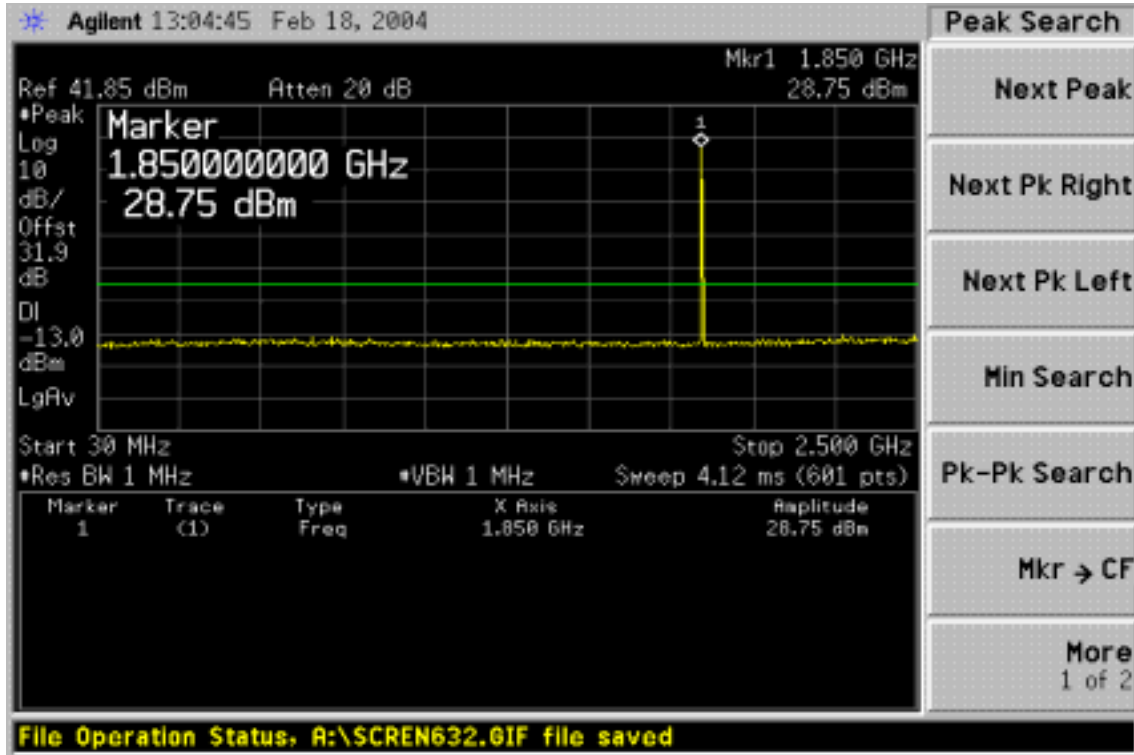 Agilent 13:04:45 Feb 18, 2004
Peak Search
Mkr1 1.850 GHz
Ref 41.85 dBm Atten 20 dB 28.75 dBm
Next Peak
#Peak
Log
10
dB/
Offst
31.9
dB
DI
-13.0
dBm
LgAv
Marker
1.850000000 GHz
28.75 dBm
1
Next Pk Right
Next Pk Left
Min Search
Start 30 MHz Stop 2.500 GHz
#Res BW 1 MHz #VBW 1 MHz Sweep 4.12 ms (601 pts)
Pk-Pk Search
Marker Trace Type X Axis Amplitude
1 (1) Freq 1.850 GHz 28.75 dBm
Mkr → CF
More
1 of 2
File Operation Status, A:\SCREN632.GIF file saved